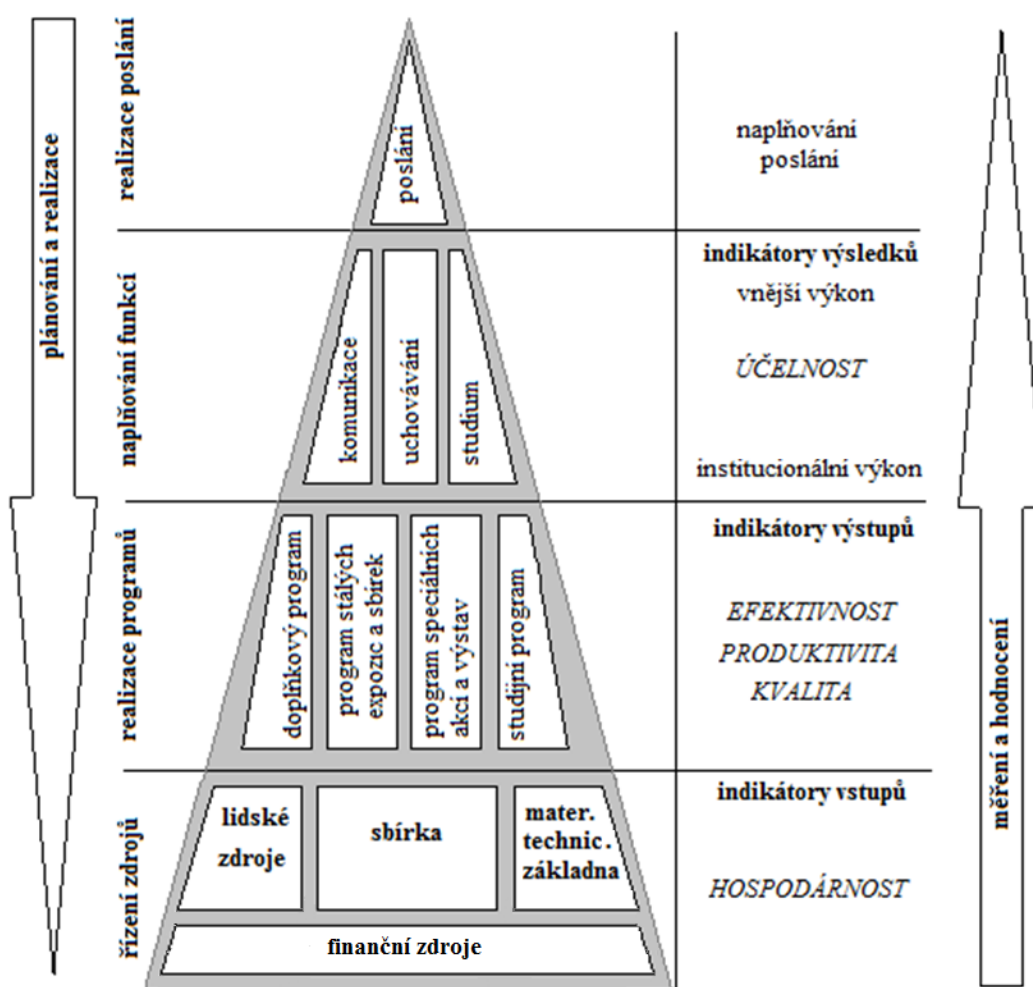 plánování a realizace
realizace poslání
poslání
naplňování
poslání
naplňování funkcí
komunikace
uchovávání
studium
indikátory výsledků
vnější výkon
ÚČELNOST
institucionální výkon
realizace programů
doplňkový program
program stálých
expozic a sbírek
program speciálních
akcí a výstav
studijní program
indikátory výstupů
EFEKTIVNOST
PRODUKTIVITA
KVALITA
řízení zdrojů
lidské
zdroje
sbírka
mater.
technic.
základna
finanční zdroje
indikátory vstupů
HOSPODÁRNOST
měření a hodnocení